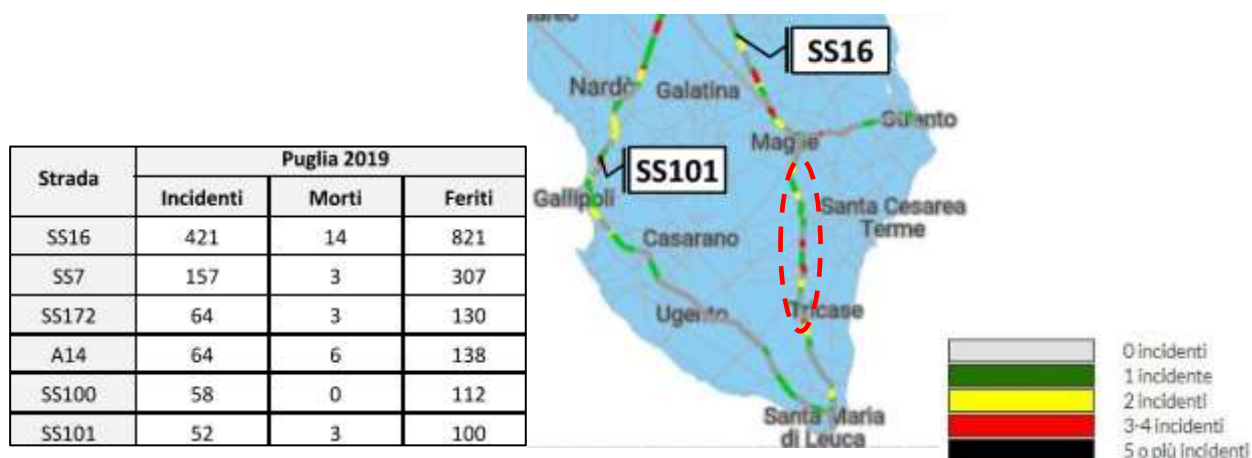 Strada
Puglia 2019
Incidenti Morti Feriti
SS16 421 14 821
SS7 157 3 307
SS172 64 3 130
A14 64 6 138
SS100 58 0 112
SS101 52 3 100
SS16
Nardò
Galatina
Maglie
SS101
Gallipoli
Santa Cesarea
Terme
Casarano
Ugento
Tricase
Santa Maria
di Leuca
0 incidenti
1 incidente
2 incidenti
3-4 incidenti
5 o più incidenti